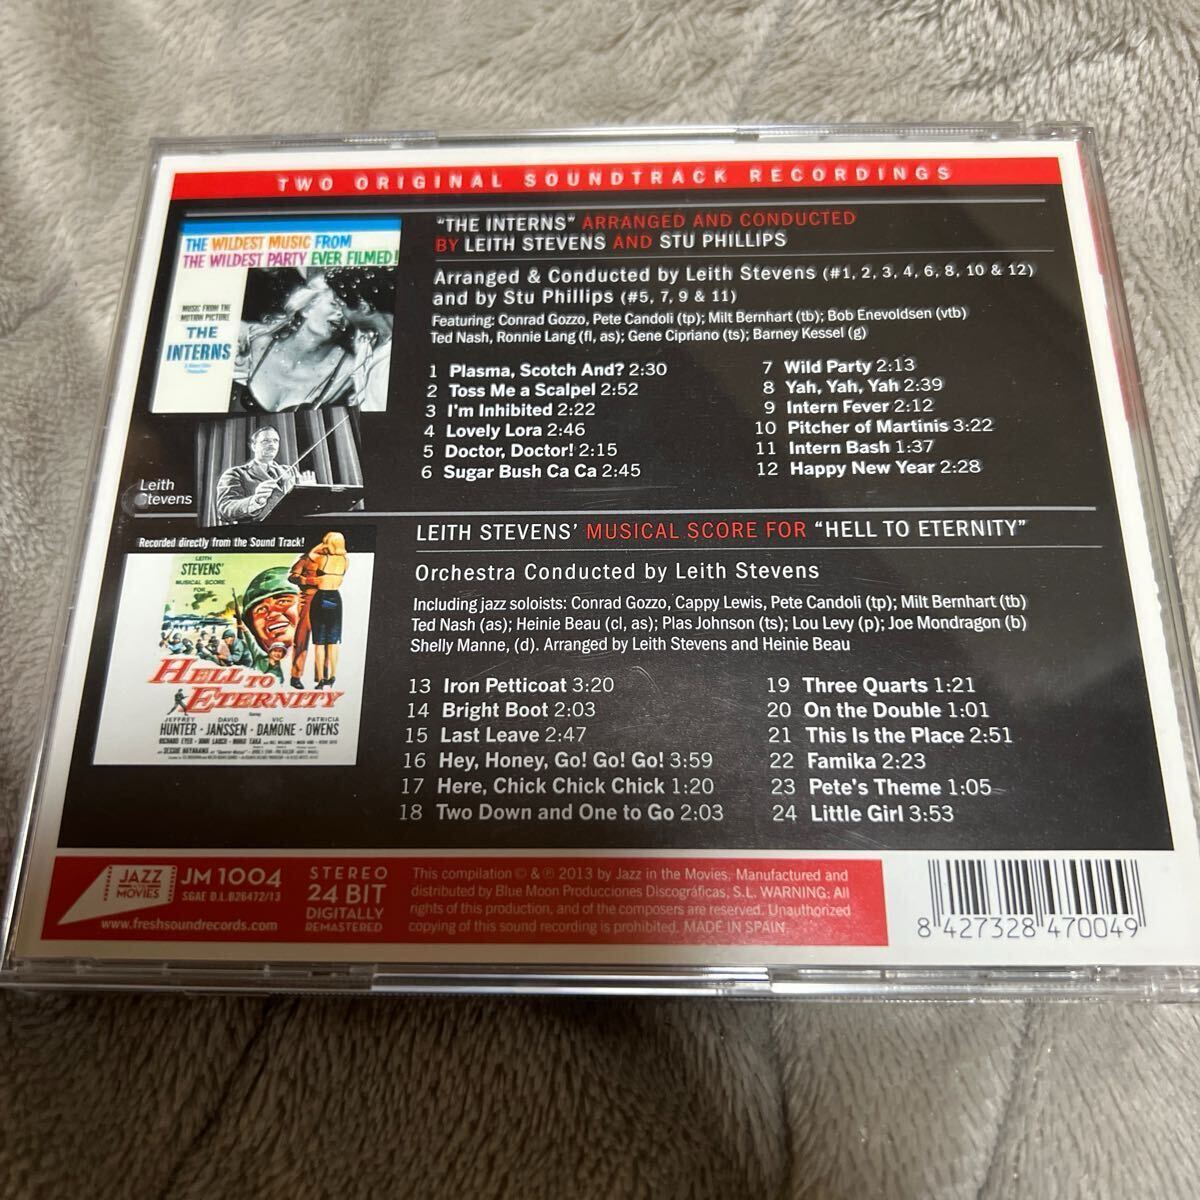 TWO ORIGINAL SOUNDTRACK RECORDINGS
THE WILDEST MUSIC FROM
THE WILDEST PARTY EVER FILMED!
MUSIC FROM THE
MOTION PICTURE
THE
INTERNS
"THE INTERNS" ARRANGED AND CONDUCTED
BY LEITH STEVENS AND STU PHILLIPS
Arranged & Conducted by Leith Stevens (#1, 2, 3, 4, 6, 8, 10 & 12)
and by Stu Phillips (#5, 7, 9 & 11)
Featuring: Conrad Gozzo, Pete Candoli (tp); Milt Bernhart (tb); Bob Enevoldsen (vtb)
Ted Nash, Ronnie Lang (fl, as); Gene Cipriano (ts); Barney Kessel (g)
1 Plasma, Scotch And? 2:30
2 Toss Me a Scalpel 2:52
3 I'm Inhibited 2:22
4 Lovely Lora 2:46
5 Doctor, Doctor! 2:15
6 Sugar Bush Ca Ca 2:45
7 Wild Party 2:13
8 Yah, Yah, Yah 2:39
9 Intern Fever 2:12
10 Pitcher of Martinis 3:22
11 Intern Bash 1:37
12 Happy New Year 2:28
Leith
Stevens
Recorded directly from the Sound Track!
LEITH
STEVENS'
MUSICAL SCORE
FOR
HELL TO
ETERNITY
Starring
JEFFREY HUNTER · DAVID JANSSEN · VIC DAMONE · PATRICIA OWENS
LEITH STEVENS' MUSICAL SCORE FOR "HELL TO ETERNITY"
Orchestra Conducted by Leith Stevens
Including jazz soloists: Conrad Gozzo, Cappy Lewis, Pete Candoli (tp); Milt Bernhart (tb)
Ted Nash (as); Heinie Beau (cl, as); Plas Johnson (ts); Lou Levy (p); Joe Mondragon (b)
Shelly Manne, (d). Arranged by Leith Stevens and Heinie Beau
13 Iron Petticoat 3:20
14 Bright Boot 2:03
15 Last Leave 2:47
16 Hey, Honey, Go! Go! Go! 3:59
17 Here, Chick Chick Chick 1:20
18 Two Down and One to Go 2:03
19 Three Quarts 1:21
20 On the Double 1:01
21 This Is the Place 2:51
22 Famika 2:23
23 Pete's Theme 1:05
24 Little Girl 3:53
JAZZ
IN THE
MOVIES
JM 1004
SGAE D.L.B26472/13
www.freshsoundrecords.com
STEREO
24 BIT
DIGITALLY
REMASTERED
This compilation © & ℗ 2013 by Jazz in the Movies. Manufactured and
distributed by Blue Moon Producciones Discográficas, S.L. WARNING: All
rights of this production, and of the composers are reserved. Unauthorized
copying of this sound recording is prohibited. MADE IN SPAIN.
8 427328 470049